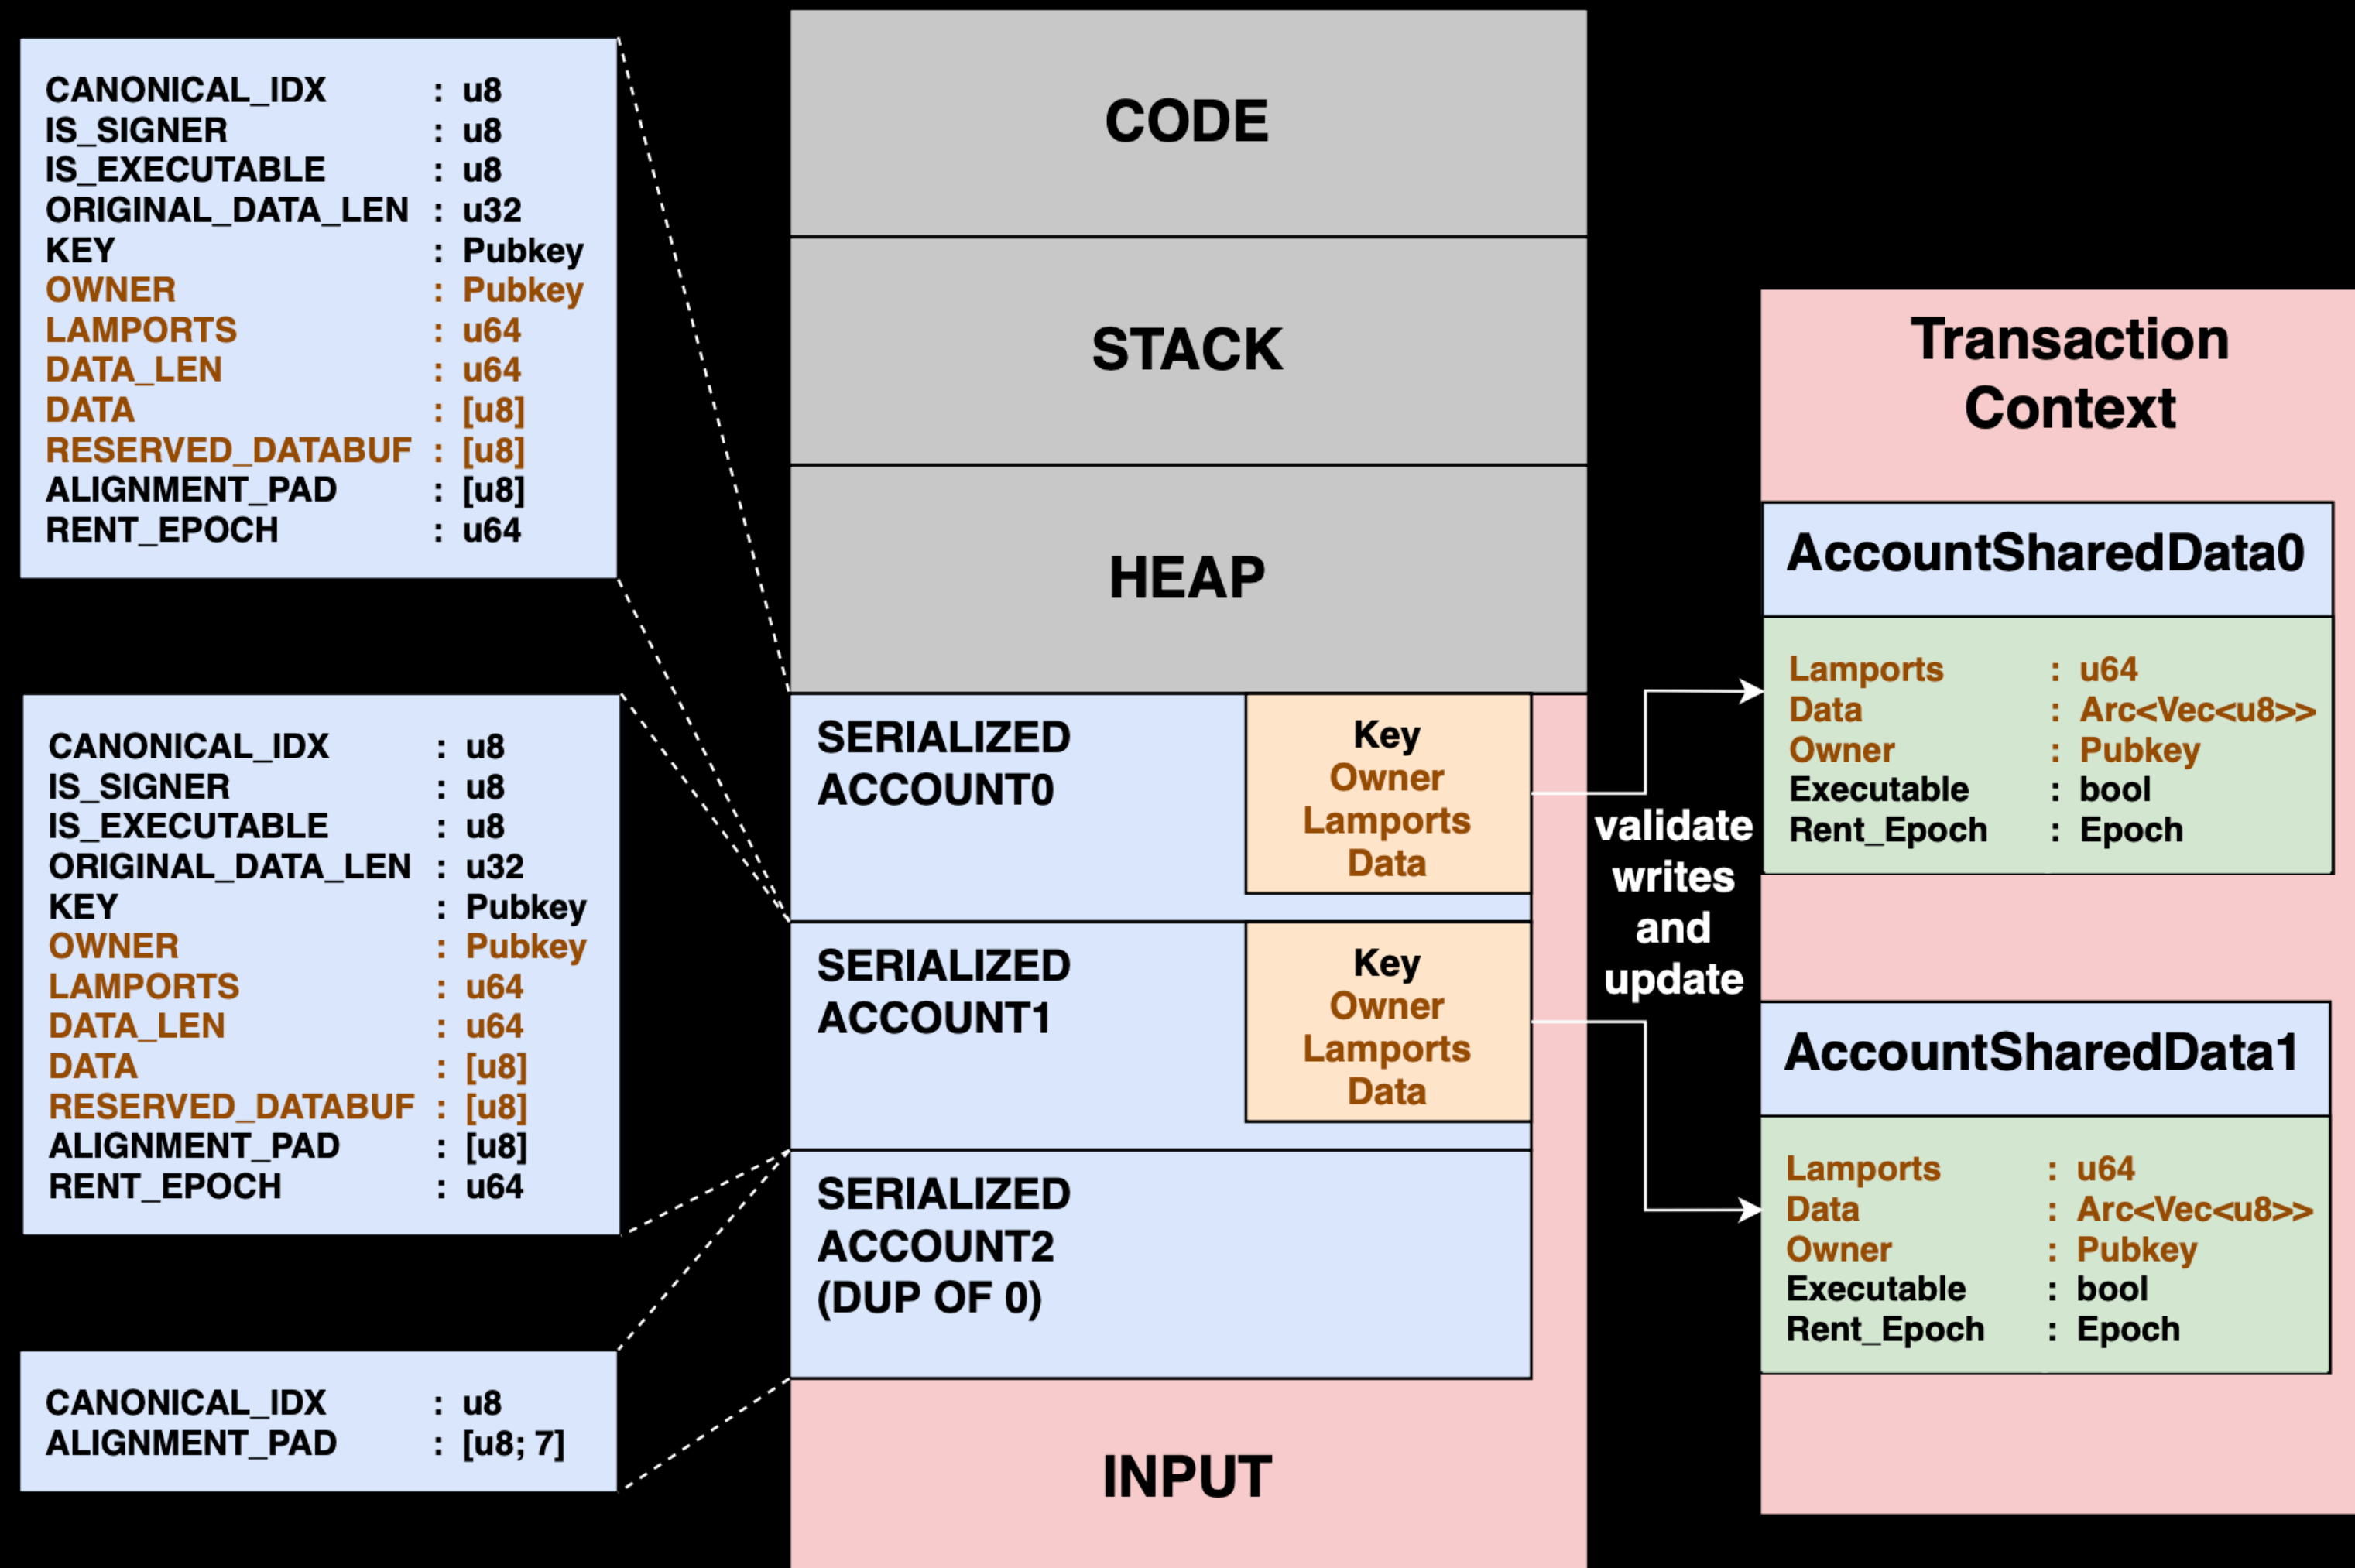 CANONICAL_IDX : u8
IS_SIGNER : u8
IS_EXECUTABLE : u8
ORIGINAL_DATA_LEN : u32
KEY : Pubkey
OWNER : Pubkey
LAMPORTS : u64
DATA_LEN : u64
DATA : [u8]
RESERVED_DATABUF : [u8]
ALIGNMENT_PAD : [u8]
RENT_EPOCH : u64
CANONICAL_IDX : u8
IS_SIGNER : u8
IS_EXECUTABLE : u8
ORIGINAL_DATA_LEN : u32
KEY : Pubkey
OWNER : Pubkey
LAMPORTS : u64
DATA_LEN : u64
DATA : [u8]
RESERVED_DATABUF : [u8]
ALIGNMENT_PAD : [u8]
RENT_EPOCH : u64
CANONICAL_IDX : u8
ALIGNMENT_PAD : [u8; 7]
CODE
STACK
HEAP
SERIALIZED
ACCOUNT0
Key
Owner
Lamports
Data
SERIALIZED
ACCOUNT1
Key
Owner
Lamports
Data
SERIALIZED
ACCOUNT2
(DUP OF 0)
INPUT
validate
writes
and
update
Transaction
Context
AccountSharedData0
Lamports : u64
Data : Arc<Vec<u8>>
Owner : Pubkey
Executable : bool
Rent_Epoch : Epoch
AccountSharedData1
Lamports : u64
Data : Arc<Vec<u8>>
Owner : Pubkey
Executable : bool
Rent_Epoch : Epoch